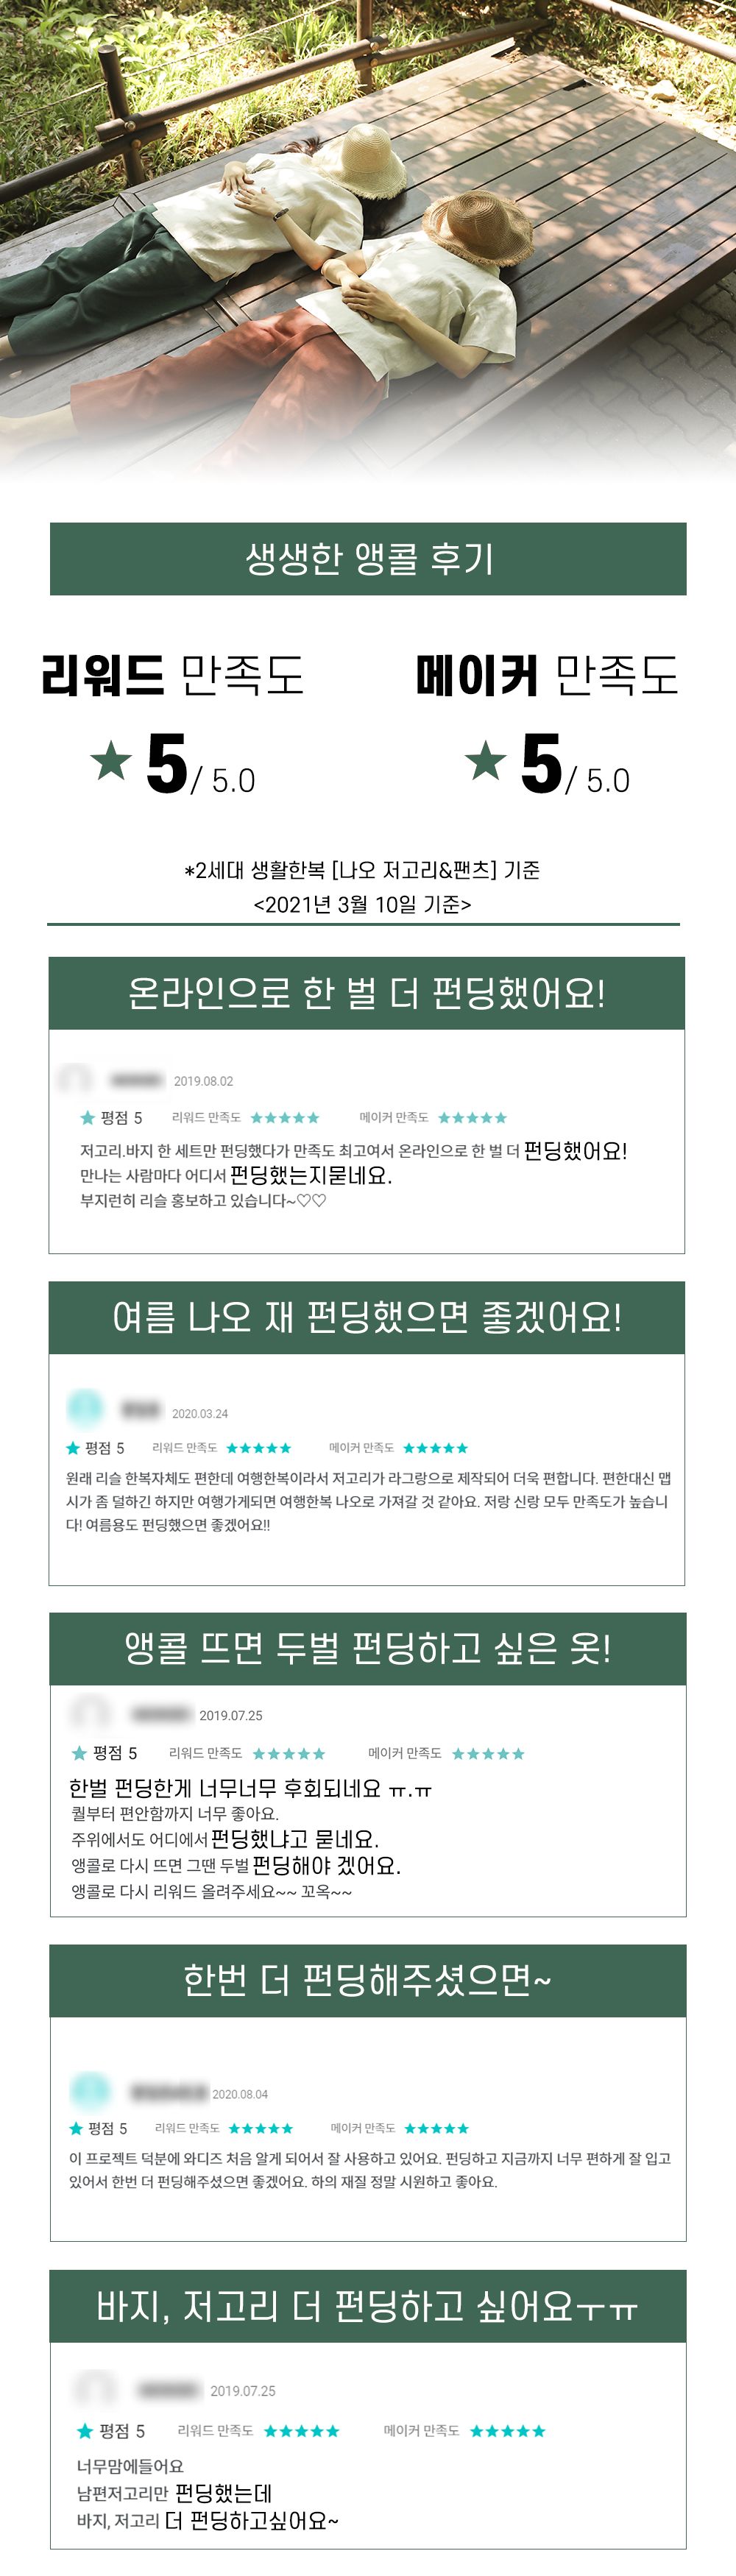 생생한 앵콜 후기
리워드 만족도
★ 5 / 5.0
메이커 만족도
★ 5 / 5.0
*2세대 생활한복 [나오 저고리&팬츠] 기준
<2021년 3월 10일 기준>
온라인으로 한 벌 더 펀딩했어요!
2019.08.02
★ 평점 5 리워드 만족도 ★★★★★ 메이커 만족도 ★★★★★
저고리.바지 한 세트만 펀딩했다가 만족도 최고여서 온라인으로 한 벌 더 펀딩했어요!
만나는 사람마다 어디서 펀딩했는지묻네요.
부지런히 리슬 홍보하고 있습니다~♡♡
여름 나오 재 펀딩했으면 좋겠어요!
2020.03.24
★ 평점 5 리워드 만족도 ★★★★★ 메이커 만족도 ★★★★★
원래 리슬 한복자체도 편한데 여행한복이라서 저고리가 라그랑으로 제작되어 더욱 편합니다. 편한대신 맵
시가 좀 덜하긴 하지만 여행가게되면 여행한복 나오로 가져갈 것 같아요. 저랑 신랑 모두 만족도가 높습니
다! 여름용도 펀딩했으면 좋겠어요!!
앵콜 뜨면 두벌 펀딩하고 싶은 옷!
2019.07.25
★ 평점 5 리워드 만족도 ★★★★★ 메이커 만족도 ★★★★★
한벌 펀딩한게 너무너무 후회되네요 ㅠ.ㅠ
퀄부터 편안함까지 너무 좋아요.
주위에서도 어디에서 펀딩했냐고 묻네요.
앵콜로 다시 뜨면 그땐 두벌 펀딩해야 겠어요.
앵콜로 다시 리워드 올려주세요~~ 꼬옥~~
한번 더 펀딩해주셨으면~
2020.08.04
★ 평점 5 리워드 만족도 ★★★★★ 메이커 만족도 ★★★★★
이 프로젝트 덕분에 와디즈 처음 알게 되어서 잘 사용하고 있어요. 펀딩하고 지금까지 너무 편하게 잘 입고
있어서 한번 더 펀딩해주셨으면 좋겠어요. 하의 재질 정말 시원하고 좋아요.
바지, 저고리 더 펀딩하고 싶어요ㅜㅠ
2019.07.25
★ 평점 5 리워드 만족도 ★★★★★ 메이커 만족도 ★★★★★
너무맘에들어요
남편저고리만 펀딩했는데
바지, 저고리 더 펀딩하고싶어요~